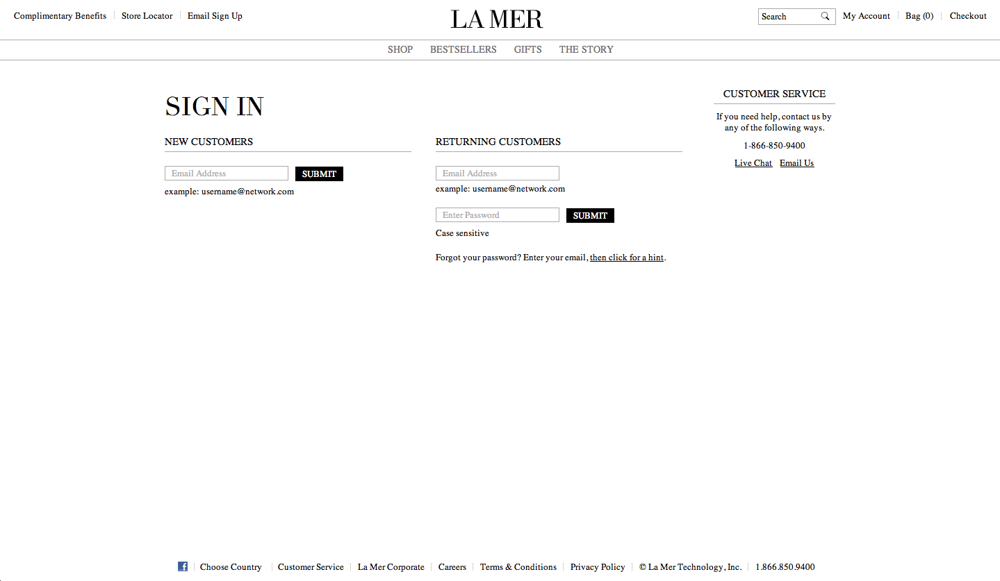 Complimentary Benefits
Store Locator
Email Sign Up
LA MER
Search
My Account
Bag (0)
Checkout
SHOP
BESTSELLERS
GIFTS
THE STORY
SIGN IN
NEW CUSTOMERS
Email Address
SUBMIT
example: username@network.com
RETURNING CUSTOMERS
Email Address
example: username@network.com
Enter Password
SUBMIT
Case sensitive
Forgot your password? Enter your email, then click for a hint.
CUSTOMER SERVICE
If you need help, contact us by
any of the following ways.
1-866-850-9400
Live Chat
Email Us
Choose Country
Customer Service
La Mer Corporate
Careers
Terms & Conditions
Privacy Policy
© La Mer Technology, Inc.
1.866.850.9400